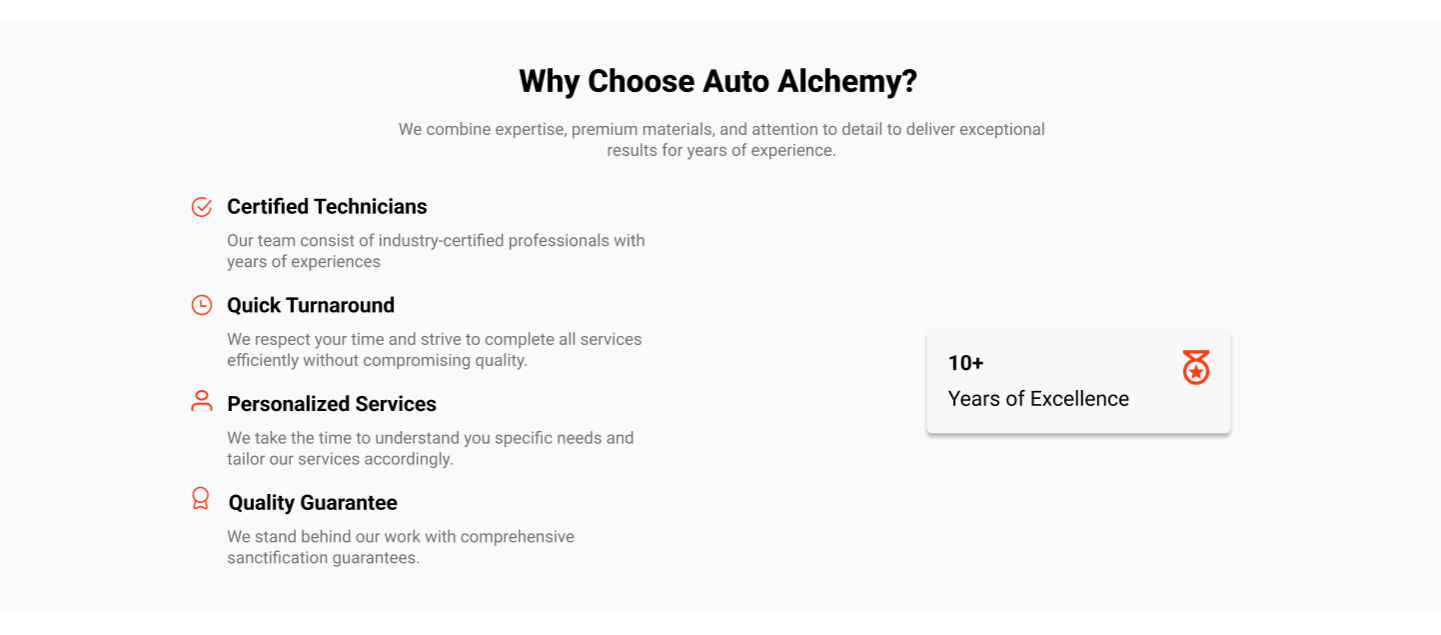 Why Choose Auto Alchemy?
We combine expertise, premium materials, and attention to detail to deliver exceptional
results for years of experience.
Certified Technicians
Our team consist of industry-certified professionals with
years of experiences
Quick Turnaround
We respect your time and strive to complete all services
efficiently without compromising quality.
Personalized Services
We take the time to understand you specific needs and
tailor our services accordingly.
Quality Guarantee
We stand behind our work with comprehensive
sanctification guarantees.
10+
Years of Excellence